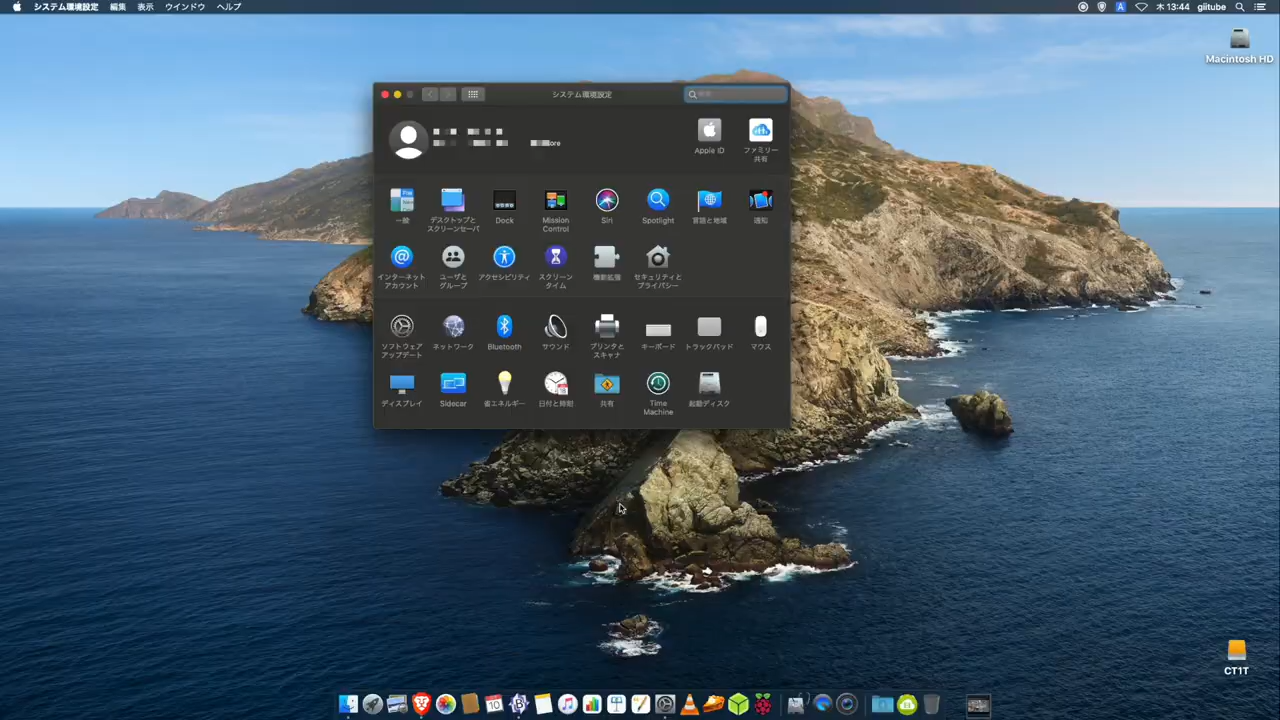 システム環境設定 編集 表示 ウインドウ ヘルプ
A 木 13:44 giitube
Macintosh HD
システム環境設定
検索
ore
Apple ID
ファミリー
共有
一般
デスクトップと
スクリーンセーバ
Dock
Mission
Control
Siri
Spotlight
言語と地域
通知
インターネット
アカウント
ユーザと
グループ
アクセシビリティ
スクリーン
タイム
機能拡張
セキュリティと
プライバシー
ソフトウェア
アップデート
ネットワーク
Bluetooth
サウンド
プリンタと
スキャナ
キーボード
トラックパッド
マウス
ディスプレイ
Sidecar
省エネルギー
日付と時刻
共有
Time
Machine
起動ディスク
CT1T
10